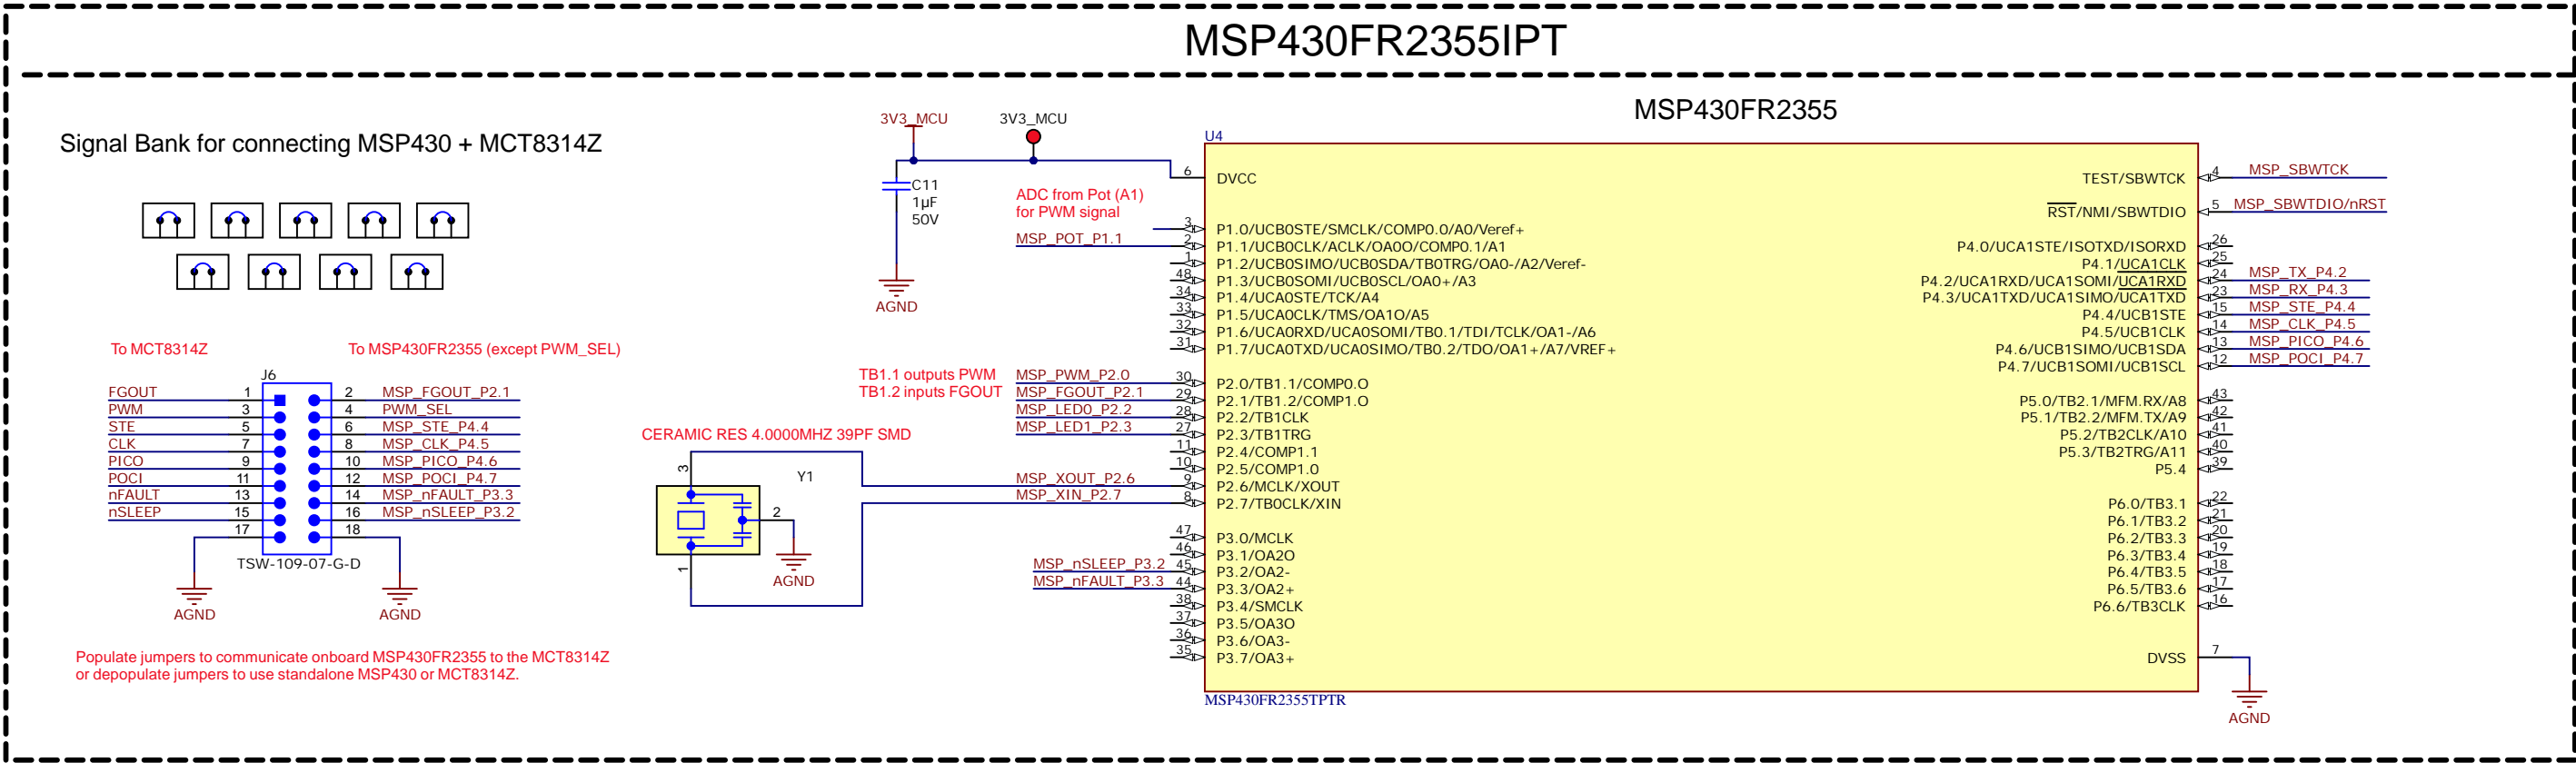 MSP430FR2355IPT
Signal Bank for connecting MSP430 + MCT8314Z
To MCT8314Z
To MSP430FR2355 (except PWM_SEL)
J6
FGOUT 1 2 MSP_FGOUT_P2.1
PWM 3 4 PWM_SEL
STE 5 6 MSP_STE_P4.4
CLK 7 8 MSP_CLK_P4.5
PICO 9 10 MSP_PICO_P4.6
POCI 11 12 MSP_POCI_P4.7
nFAULT 13 14 MSP_nFAULT_P3.3
nSLEEP 15 16 MSP_nSLEEP_P3.2
17 18
TSW-109-07-G-D
AGND
AGND
Populate jumpers to communicate onboard MSP430FR2355 to the MCT8314Z
or depopulate jumpers to use standalone MSP430 or MCT8314Z.
3V3_MCU
3V3_MCU
C11
1µF
50V
AGND
ADC from Pot (A1)
for PWM signal
MSP_POT_P1.1
TB1.1 outputs PWM
TB1.2 inputs FGOUT
MSP_PWM_P2.0
MSP_FGOUT_P2.1
MSP_LED0_P2.2
MSP_LED1_P2.3
CERAMIC RES 4.0000MHZ 39PF SMD
Y1
3
2
1
AGND
MSP_XOUT_P2.6
MSP_XIN_P2.7
MSP_nSLEEP_P3.2
MSP_nFAULT_P3.3
MSP430FR2355
U4
6 DVCC
3 P1.0/UCB0STE/SMCLK/COMP0.0/A0/Veref+
2 P1.1/UCB0CLK/ACLK/OA0O/COMP0.1/A1
1 P1.2/UCB0SIMO/UCB0SDA/TB0TRG/OA0-/A2/Veref-
48 P1.3/UCB0SOMI/UCB0SCL/OA0+/A3
34 P1.4/UCA0STE/TCK/A4
33 P1.5/UCA0CLK/TMS/OA1O/A5
32 P1.6/UCA0RXD/UCA0SOMI/TB0.1/TDI/TCLK/OA1-/A6
31 P1.7/UCA0TXD/UCA0SIMO/TB0.2/TDO/OA1+/A7/VREF+
30 P2.0/TB1.1/COMP0.O
29 P2.1/TB1.2/COMP1.O
28 P2.2/TB1CLK
27 P2.3/TB1TRG
11 P2.4/COMP1.1
10 P2.5/COMP1.0
9 P2.6/MCLK/XOUT
8 P2.7/TB0CLK/XIN
47 P3.0/MCLK
46 P3.1/OA2O
45 P3.2/OA2-
44 P3.3/OA2+
38 P3.4/SMCLK
37 P3.5/OA3O
36 P3.6/OA3-
35 P3.7/OA3+
MSP430FR2355TPTR
TEST/SBWTCK 4 MSP_SBWTCK
RST/NMI/SBWTDIO 5 MSP_SBWTDIO/nRST
P4.0/UCA1STE/ISOTXD/ISORXD 26
P4.1/UCA1CLK 25
P4.2/UCA1RXD/UCA1SOMI/UCA1RXD 24 MSP_TX_P4.2
P4.3/UCA1TXD/UCA1SIMO/UCA1TXD 23 MSP_RX_P4.3
P4.4/UCB1STE 15 MSP_STE_P4.4
P4.5/UCB1CLK 14 MSP_CLK_P4.5
P4.6/UCB1SIMO/UCB1SDA 13 MSP_PICO_P4.6
P4.7/UCB1SOMI/UCB1SCL 12 MSP_POCI_P4.7
P5.0/TB2.1/MFM.RX/A8 43
P5.1/TB2.2/MFM.TX/A9 42
P5.2/TB2CLK/A10 41
P5.3/TB2TRG/A11 40
P5.4 39
P6.0/TB3.1 22
P6.1/TB3.2 21
P6.2/TB3.3 20
P6.3/TB3.4 19
P6.4/TB3.5 18
P6.5/TB3.6 17
P6.6/TB3CLK 16
DVSS 7
AGND